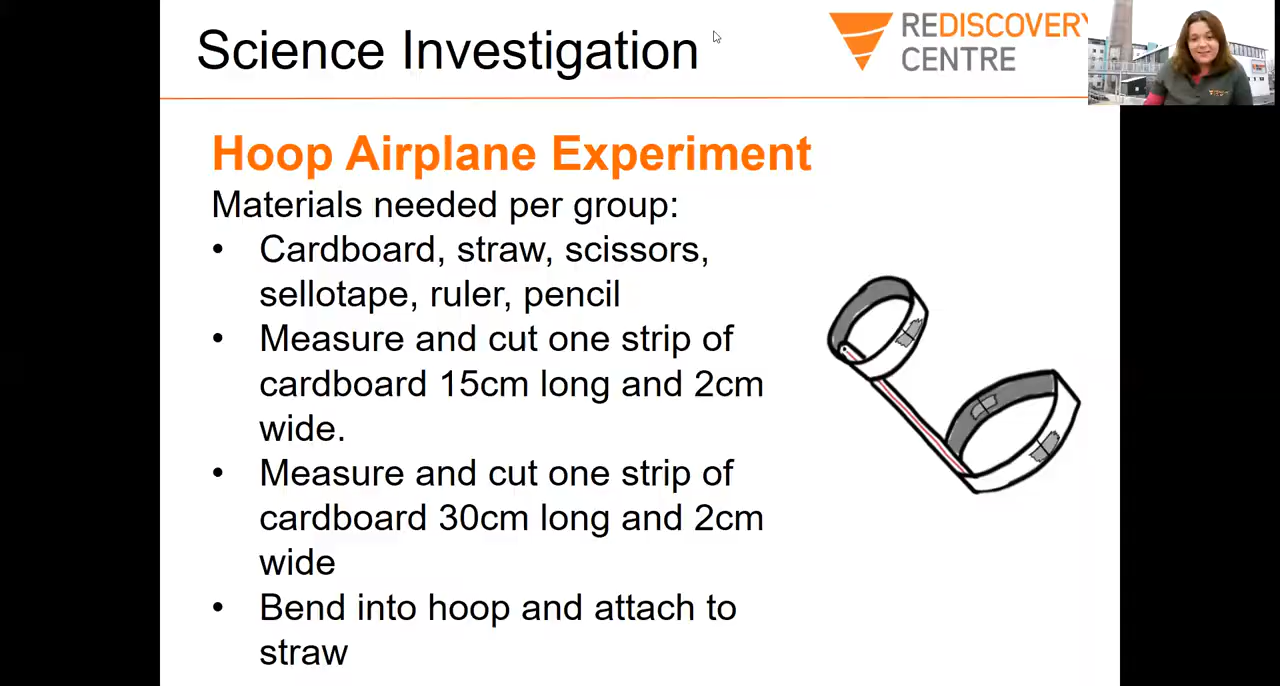 Science Investigation
REDISCOVERY
CENTRE
Hoop Airplane Experiment
Materials needed per group:
• Cardboard, straw, scissors,
sellotape, ruler, pencil
• Measure and cut one strip of
cardboard 15cm long and 2cm
wide.
• Measure and cut one strip of
cardboard 30cm long and 2cm
wide
• Bend into hoop and attach to
straw